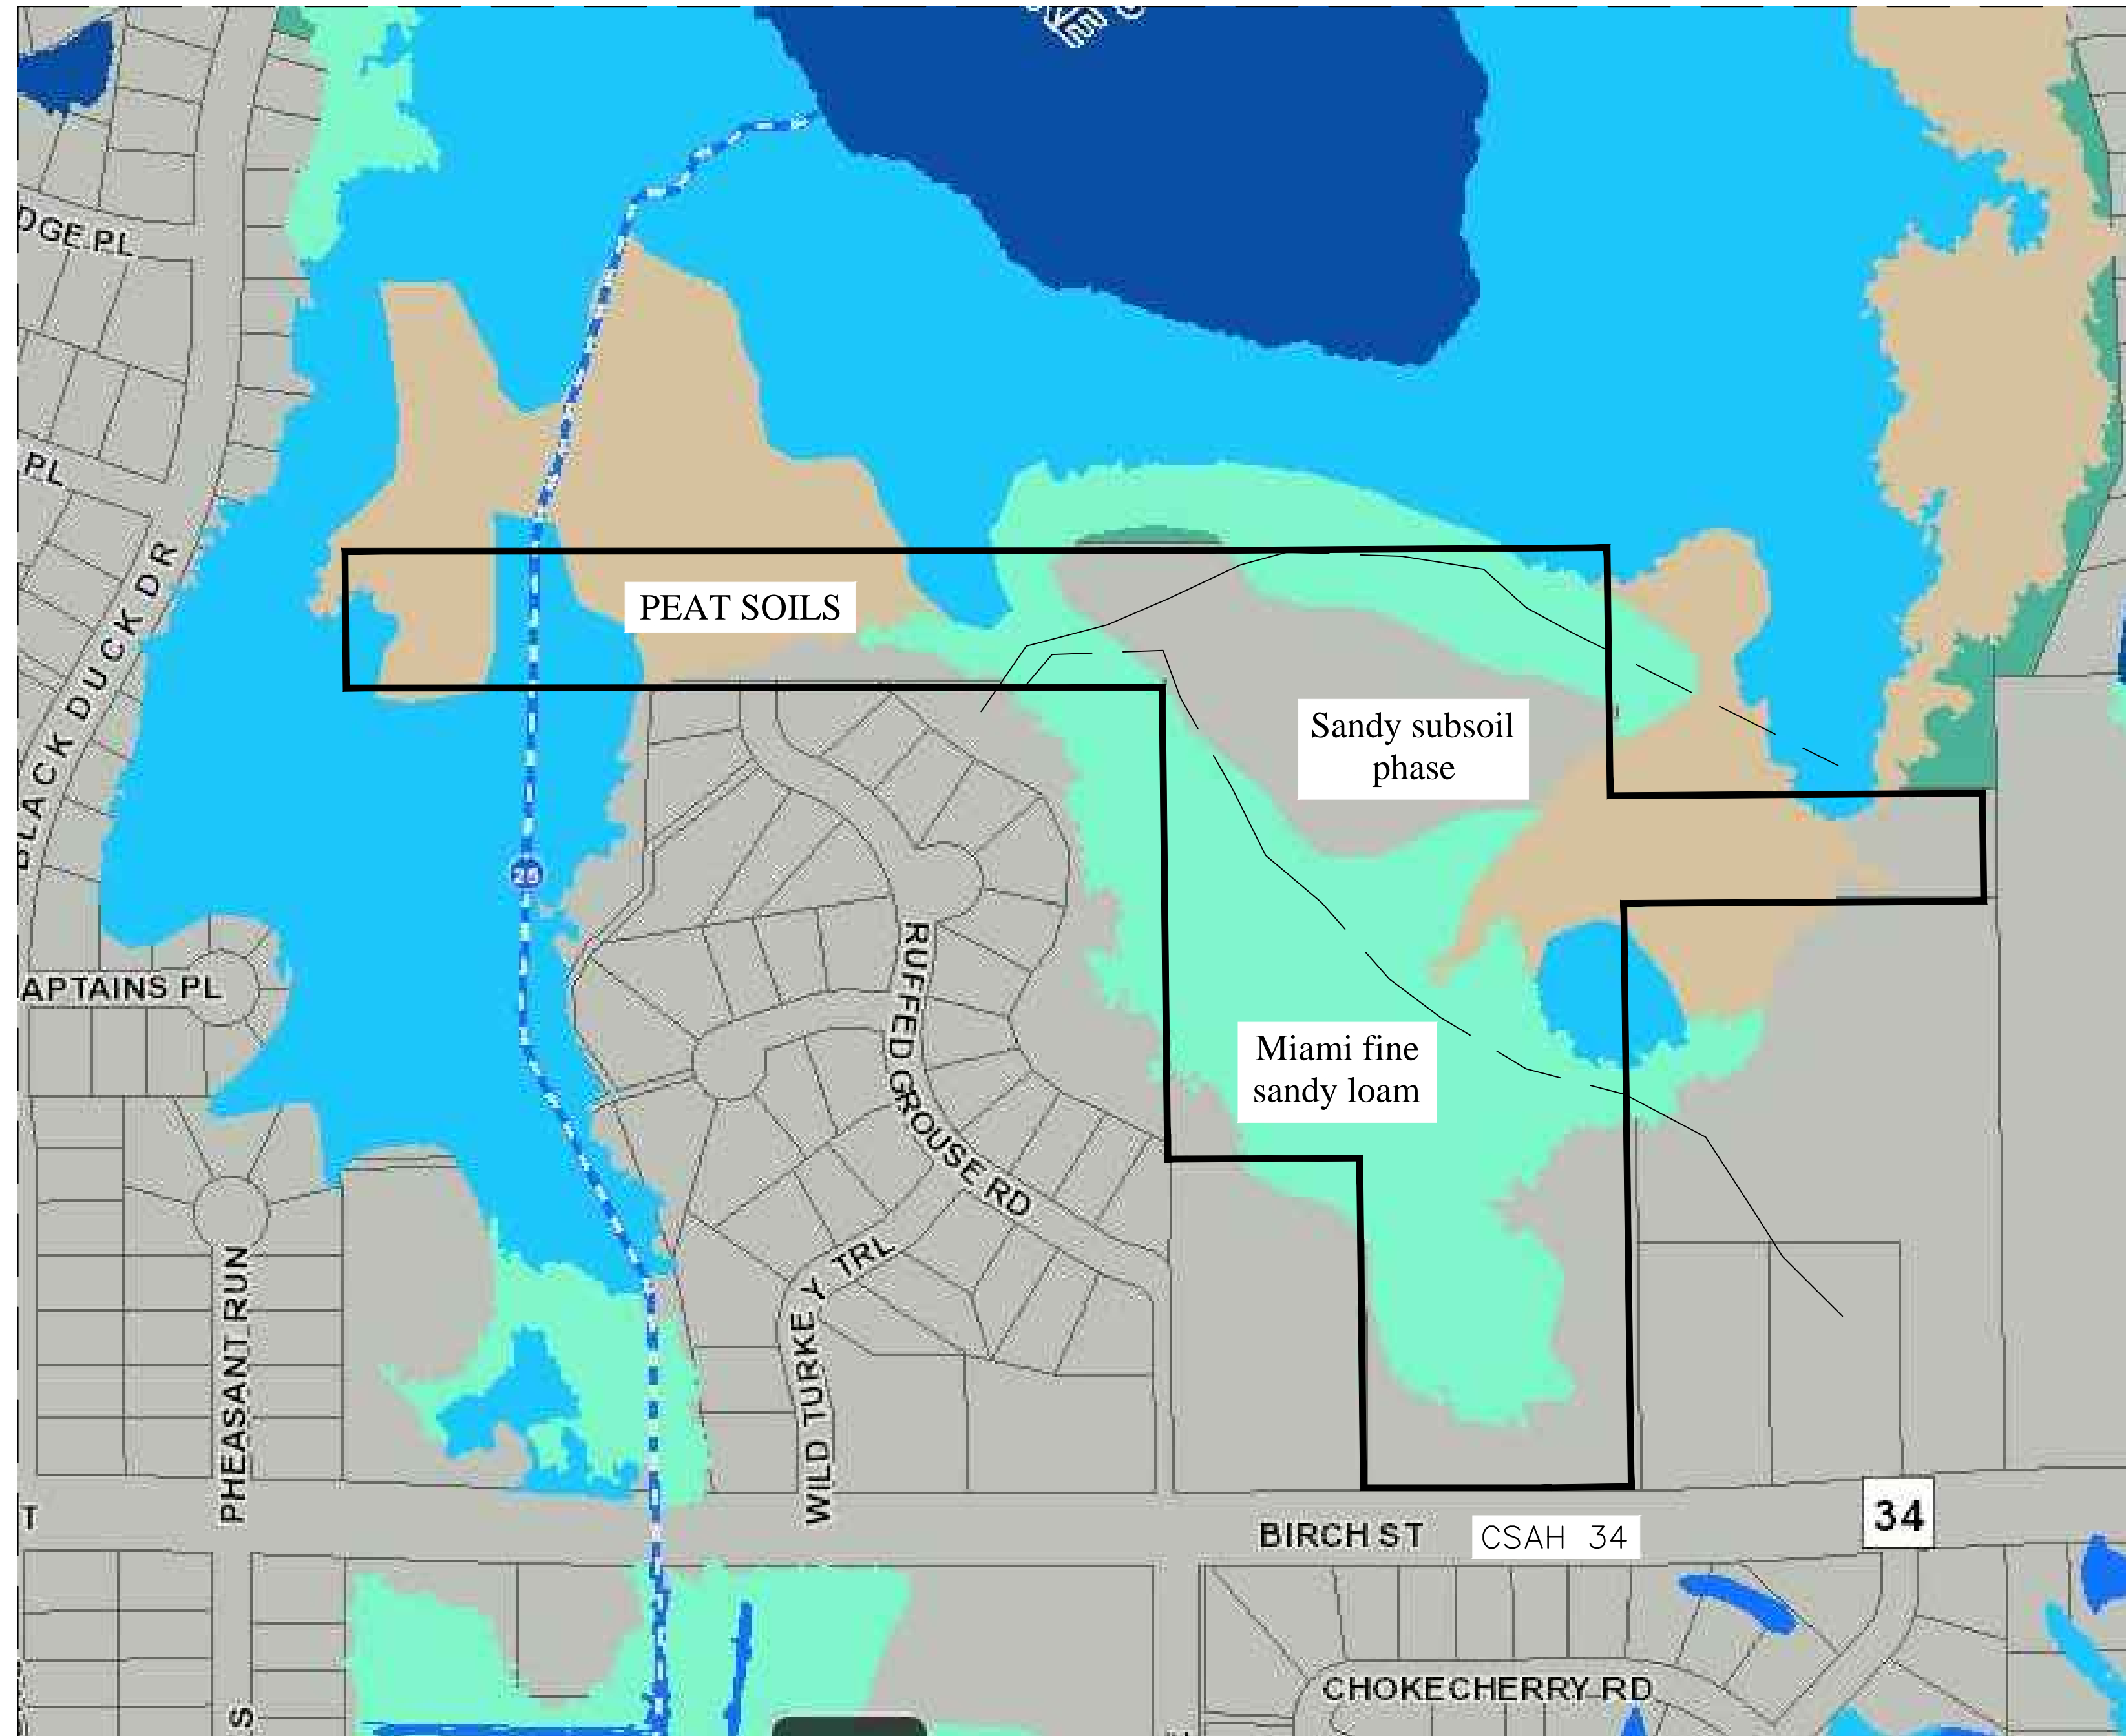 DGE PL
PL
BLACK DUCK DR
PEAT SOILS
Sandy subsoil
phase
RUFFED GROUSE RD
APTAINS PL
Miami fine
sandy loam
PHEASANT RUN
WILD TURKEY TRL
T
BIRCH ST
CSAH 34
34
CHOKECHERRY RD
S